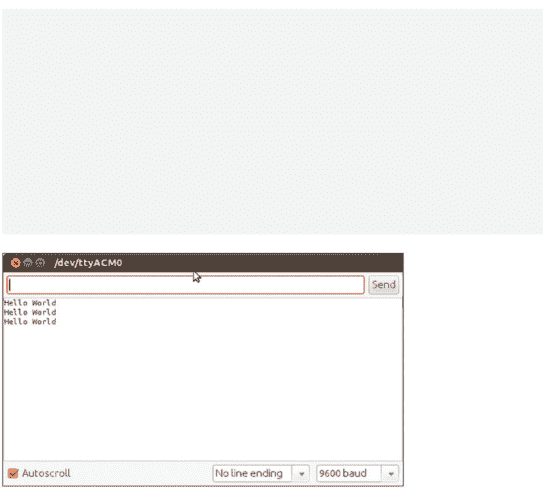 /dev/ttyACM0
Send
Hello World
Hello World
Hello World
Autoscroll
No line ending
9600 baud